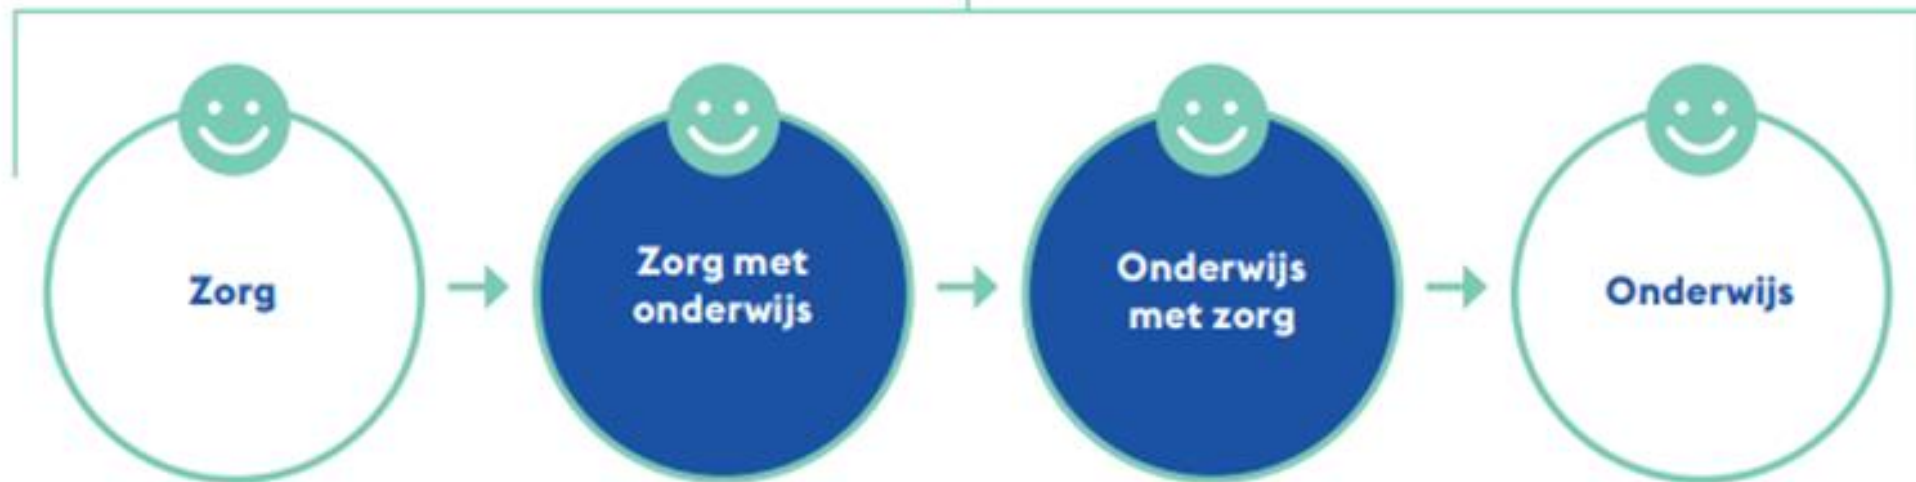 Zorg
Zorg met
onderwijs
Onderwijs
met zorg
Onderwijs